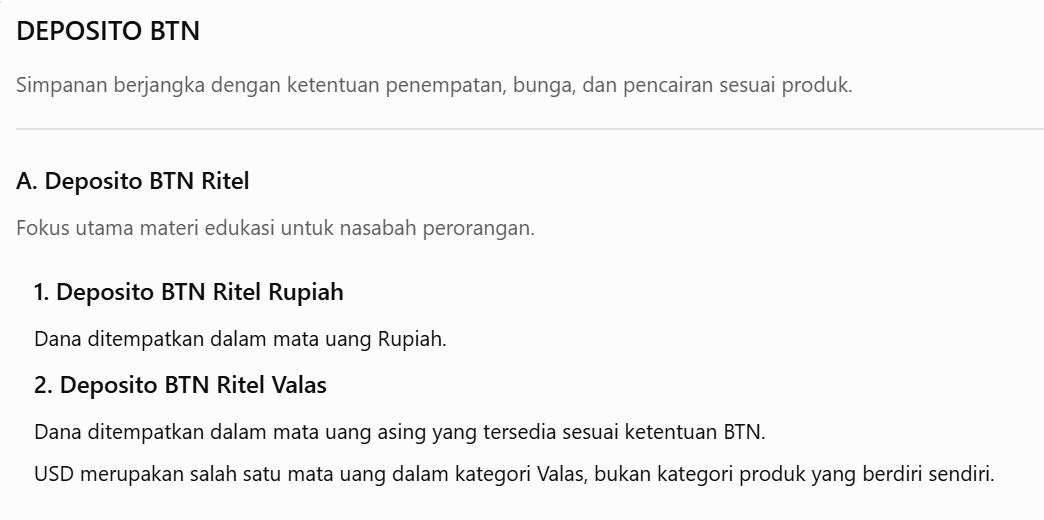 DEPOSITO BTN
Simpanan berjangka dengan ketentuan penempatan, bunga, dan pencairan sesuai produk.
A. Deposito BTN Ritel
Fokus utama materi edukasi untuk nasabah perorangan.
1. Deposito BTN Ritel Rupiah
Dana ditempatkan dalam mata uang Rupiah.
2. Deposito BTN Ritel Valas
Dana ditempatkan dalam mata uang asing yang tersedia sesuai ketentuan BTN.
USD merupakan salah satu mata uang dalam kategori Valas, bukan kategori produk yang berdiri sendiri.